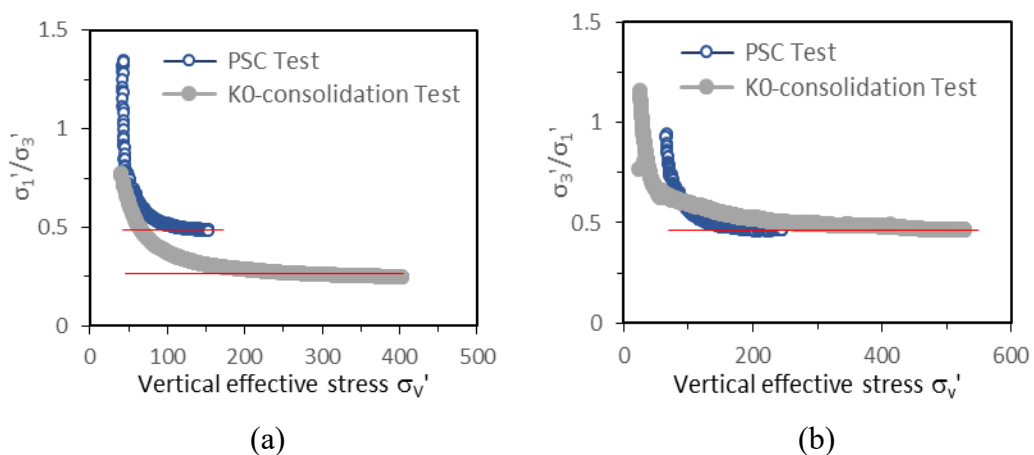 1.5
1
0.5
0
σ1'/σ3'
PSC Test
K0-consolidation Test
0 100 200 300 400 500
Vertical effective stress σv'
(a)
1.5
1
0.5
0
σ3'/σ1'
PSC Test
K0-consolidation Test
0 200 400 600
Vertical effective stress σv'
(b)